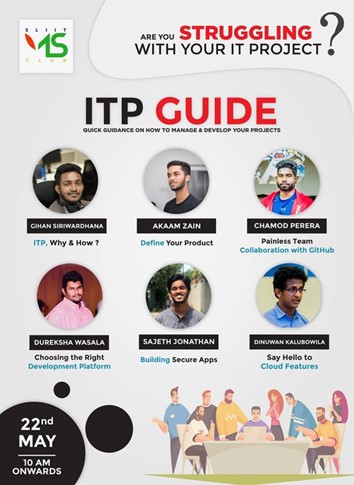 SLIIT
MS
CLUB
ARE YOU STRUGGLING
WITH YOUR IT PROJECT ?
ITP GUIDE
QUICK GUIDANCE ON HOW TO MANAGE & DEVELOP YOUR PROJECTS
GIHAN SIRIWARDHANA
ITP, Why & How ?
AKAAM ZAIN
Define Your Product
CHAMOD PERERA
Painless Team
Collaboration with GitHub
DUREKSHA WASALA
Choosing the Right
Development Platform
SAJETH JONATHAN
Building Secure Apps
DINUWAN KALUBOWILA
Say Hello to
Cloud Features
22nd
MAY
10 AM
ONWARDS